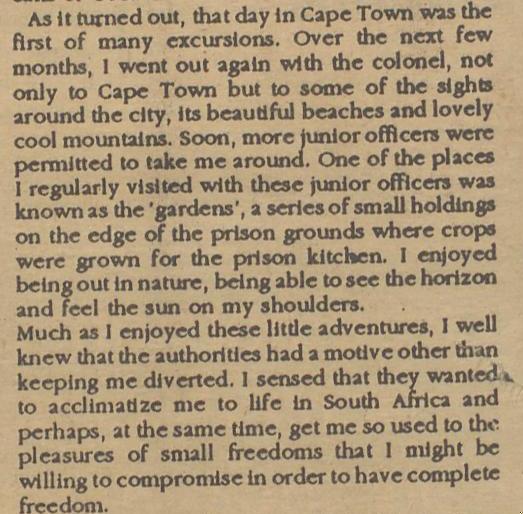 As it turned out, that day in Cape Town was the
first of many excursions. Over the next few
months, I went out again with the colonel, not
only to Cape Town but to some of the sights
around the city, its beautiful beaches and lovely
cool mountains. Soon, more junior officers were
permitted to take me around. One of the places
I regularly visited with these junior officers was
known as the 'gardens', a series of small holdings
on the edge of the prison grounds where crops
were grown for the prison kitchen. I enjoyed
being out in nature, being able to see the horizon
and feel the sun on my shoulders.
Much as I enjoyed these little adventures, I well
knew that the authorities had a motive other than
keeping me diverted. I sensed that they wanted
to acclimatize me to life in South Africa and
perhaps, at the same time, get me so used to the
pleasures of small freedoms that I might be
willing to compromise in order to have complete
freedom.